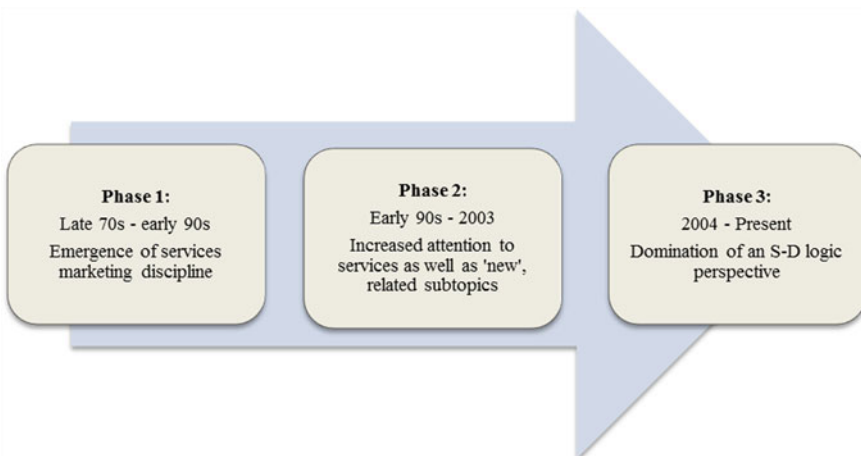 Phase 1:
Late 70s - early 90s
Emergence of services
marketing discipline
Phase 2:
Early 90s - 2003
Increased attention to
services as well as 'new',
related subtopics
Phase 3:
2004 - Present
Domination of an S-D logic
perspective